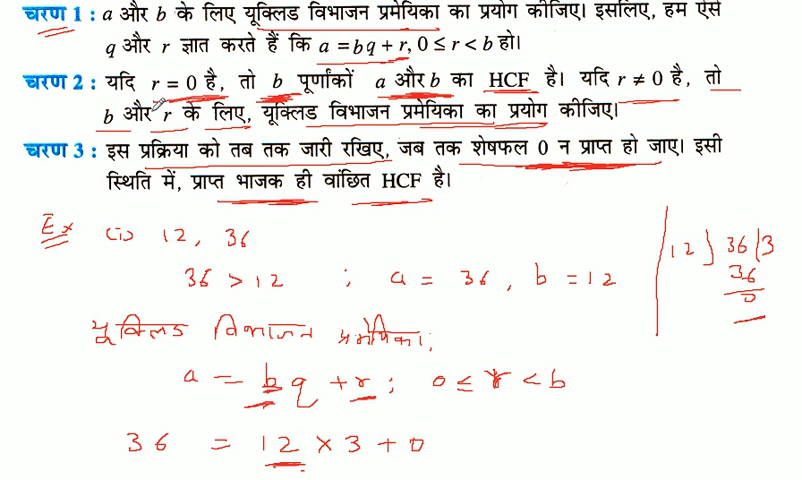 चरण 1 : a और b के लिए यूक्लिड विभाजन प्रमेयिका का प्रयोग कीजिए। इसलिए, हम ऐसे
q और r ज्ञात करते हैं कि a = bq + r, 0 ≤ r < b हो।
चरण 2 : यदि r = 0 है, तो b पूर्णांकों a और b का HCF है। यदि r ≠ 0 है, तो
b और r के लिए, यूक्लिड विभाजन प्रमेयिका का प्रयोग कीजिए।
चरण 3 : इस प्रक्रिया को तब तक जारी रखिए, जब तक शेषफल 0 न प्राप्त हो जाए। इसी
स्थिति में, प्राप्त भाजक ही वांछित HCF है।
Ex (i) 12, 36
36 > 12 ; a = 36, b = 12
12 ) 36 ( 3
36
0
यूक्लिड विभाजन प्रमेयिका;
a = bq + r ; 0 ≤ r < b
36 = 12 × 3 + 0